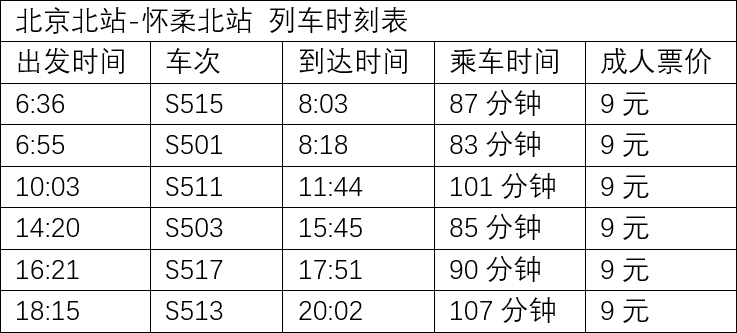 北京北站-怀柔北站 列车时刻表
出发时间 车次 到达时间 乘车时间 成人票价
6:36 S515 8:03 87 分钟 9 元
6:55 S501 8:18 83 分钟 9 元
10:03 S511 11:44 101 分钟 9 元
14:20 S503 15:45 85 分钟 9 元
16:21 S517 17:51 90 分钟 9 元
18:15 S513 20:02 107 分钟 9 元